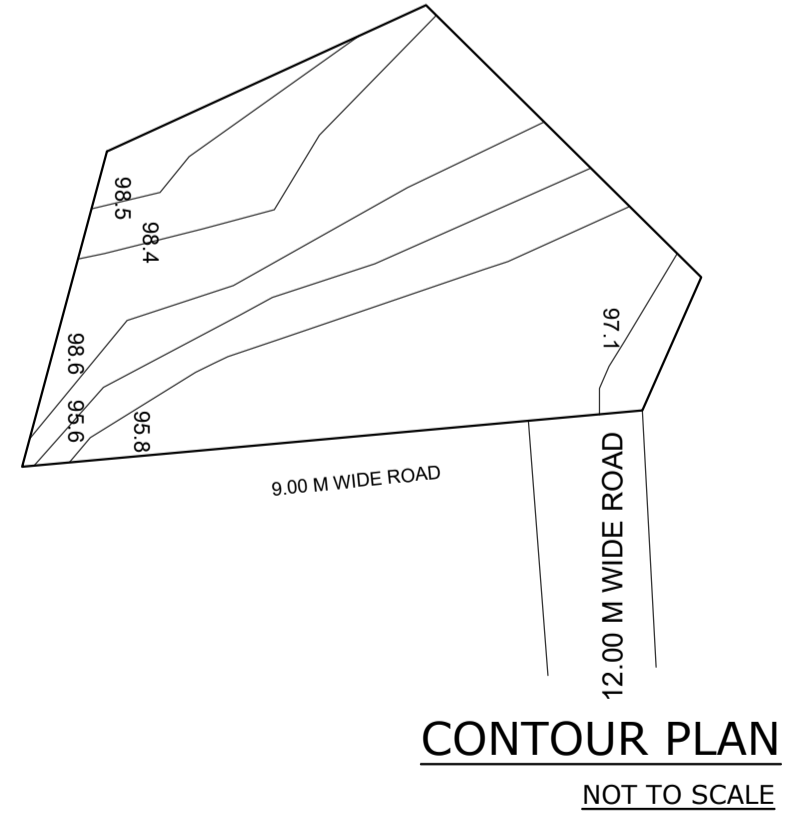 98.5
98.4
98.6
95.6
95.8
97.1
9.00 M WIDE ROAD
12.00 M WIDE ROAD
CONTOUR PLAN
NOT TO SCALE